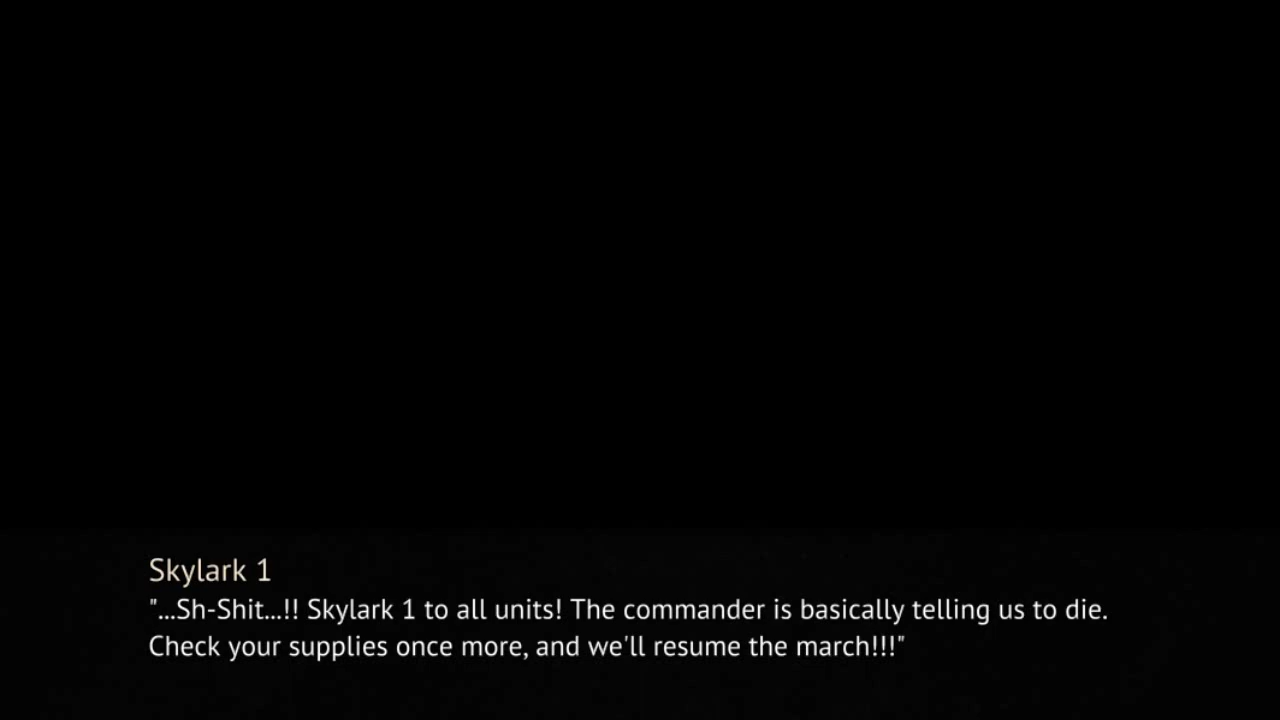 Skylark 1
"...Sh-Shit...!! Skylark 1 to all units! The commander is basically telling us to die.
Check your supplies once more, and we'll resume the march!!!"